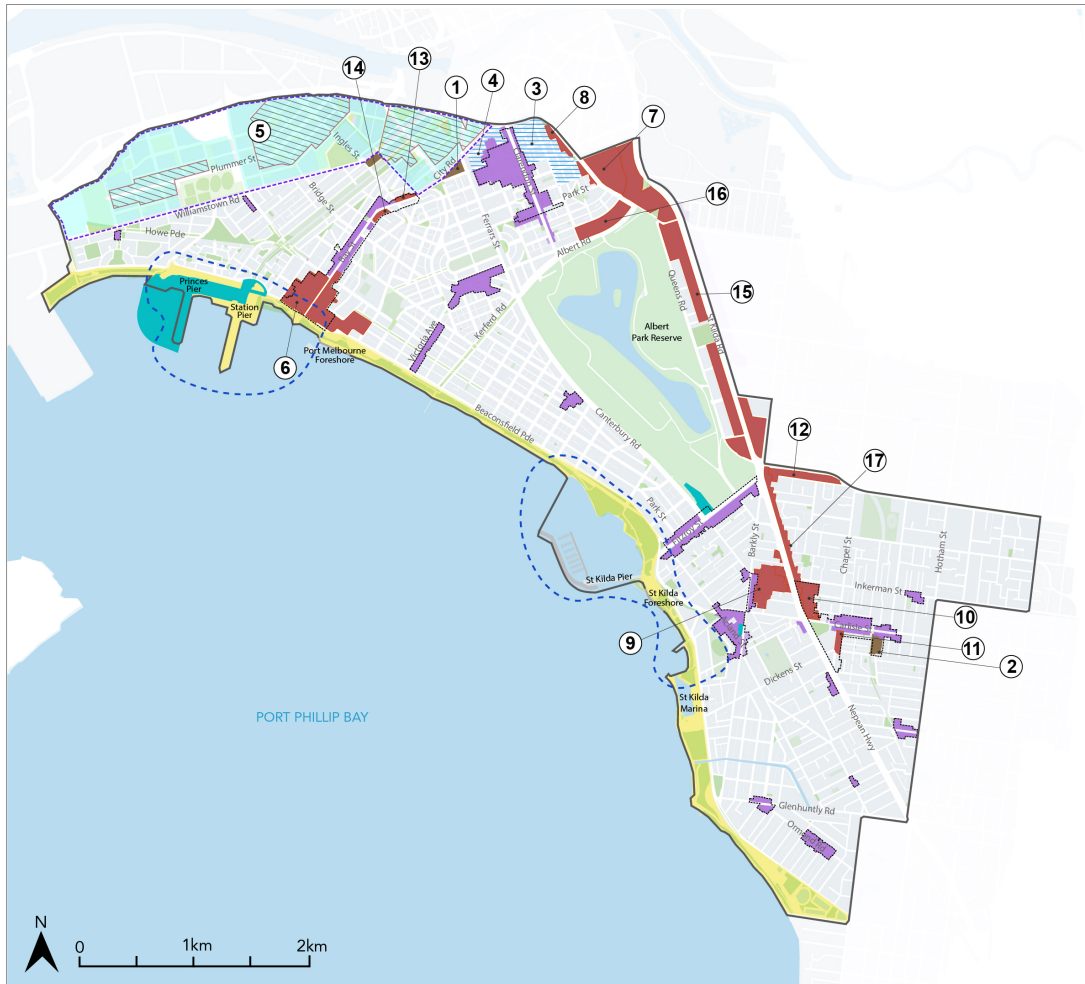 14
13
1
4
3
8
7
5
Ingles St
Plummer St
City Rd
Park St
16
Bridge St
Williamstown Rd
Howe Pde
Ferrars St
Albert Rd
Queens Rd
15
St Kilda Rd
Princes
Pier
Station
Pier
Albert
Park Reserve
Kerferd Rd
Victoria Ave
6
Port Melbourne
Foreshore
Beaconsfield Pde
Canterbury Rd
12
17
Park St
Fitzroy St
Barkly St
Chapel St
Hotham St
Inkerman St
St Kilda Pier
St Kilda
Foreshore
10
Carlisle St
9
11
2
Dickens St
St Kilda
Marina
Nepean Hwy
PORT PHILLIP BAY
Glenhuntly Rd
Ormond Rd
N
0 1km 2km